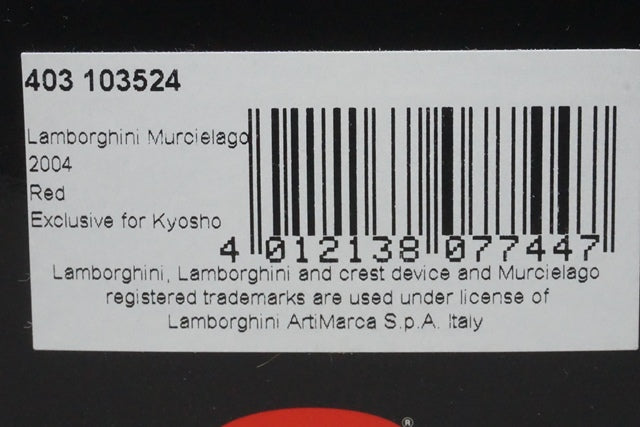 403 103524
Lamborghini Murcielago
2004
Red
Exclusive for Kyosho
4 012138 077447
Lamborghini, Lamborghini and crest device and Murcielago
registered trademarks are used under license of
Lamborghini ArtiMarca S.p.A. Italy
®